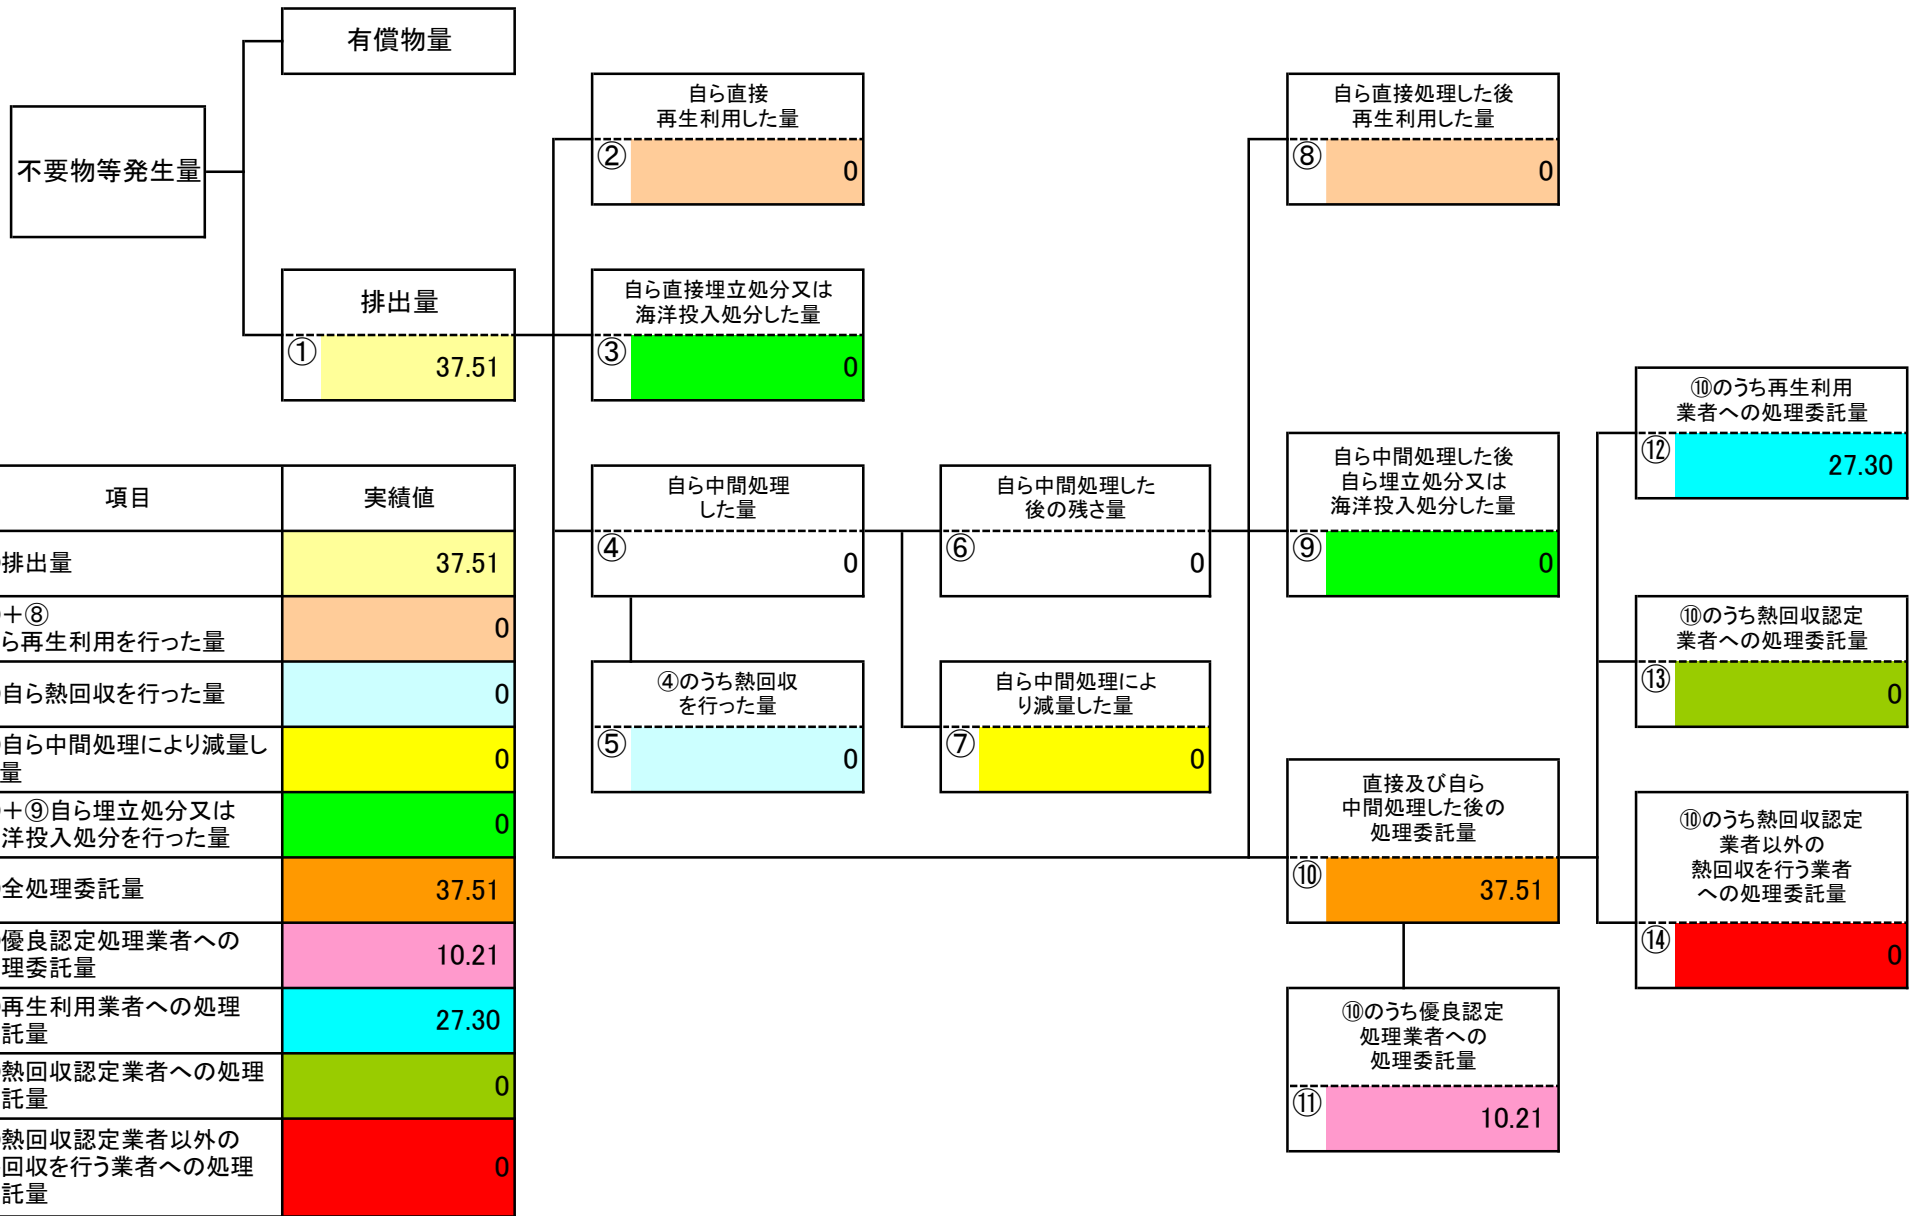 有償物量
不要物等発生量
排出量
①
37.51
自ら直接
再生利用した量
②
0
自ら直接埋立処分又は
海洋投入処分した量
③
0
自ら中間処理
した量
④
0
④のうち熱回収
を行った量
⑤
0
自ら中間処理した
後の残さ量
⑥
0
自ら中間処理によ
り減量した量
⑦
0
自ら直接処理した後
再生利用した量
⑧
0
自ら中間処理した後
自ら埋立処分又は
海洋投入処分した量
⑨
0
直接及び自ら
中間処理した後の
処理委託量
⑩
37.51
⑩のうち優良認定
処理業者への
処理委託量
⑪
10.21
⑩のうち再生利用
業者への処理委託量
⑫
27.30
⑩のうち熱回収認定
業者への処理委託量
⑬
0
⑩のうち熱回収認定
業者以外の
熱回収を行う業者
への処理委託量
⑭
0
項目 実績値
排出量 37.51
+⑧
ら再生利用を行った量 0
自ら熱回収を行った量 0
自ら中間処理により減量し
量 0
+⑨自ら埋立処分又は
洋投入処分を行った量 0
全処理委託量 37.51
優良認定処理業者への
理委託量 10.21
再生利用業者への処理
託量 27.30
熱回収認定業者への処理
託量 0
熱回収認定業者以外の
回収を行う業者への処理
託量 0